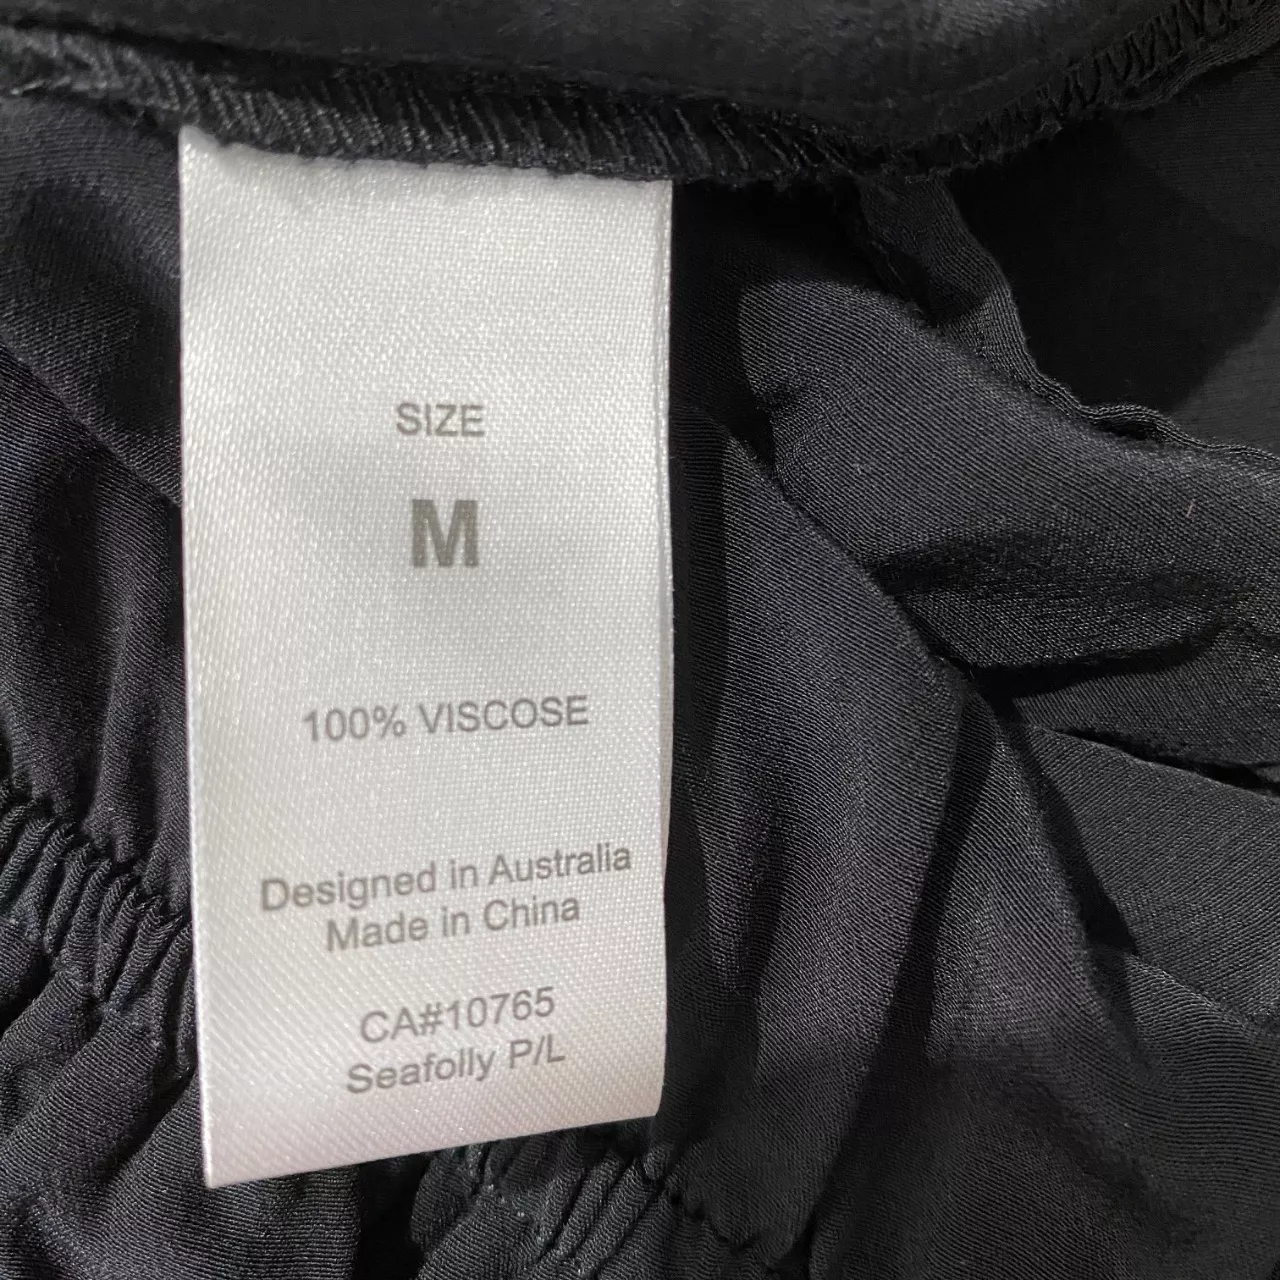 SIZE
M
100% VISCOSE
Designed in Australia
Made in China
CA#10765
Seafolly P/L